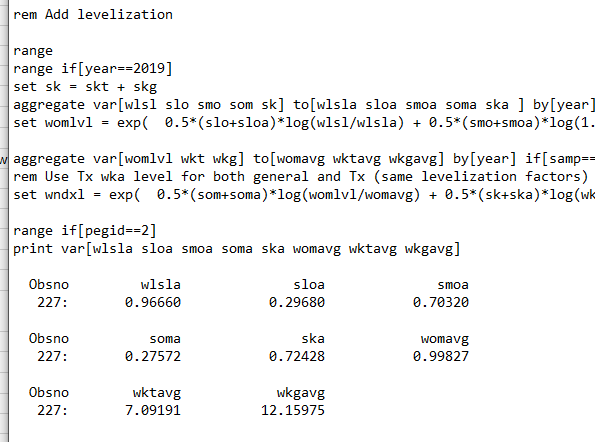 rem Add levelization
range
range if[year==2019]
set sk = skt + skg
aggregate var[wlsl slo smo som sk] to[wlsla sloa smoa soma ska ] by[year]
set womlvl = exp(  0.5*(slo+sloa)*log(wlsl/wlsla) + 0.5*(smo+smoa)*log(1.
aggregate var[womlvl wkt wkg] to[womavg wktavg wkgavg] by[year] if[samp==
rem Use Tx wka level for both general and Tx (same levelization factors)
set wndxl = exp(  0.5*(som+soma)*log(womlvl/womavg) + 0.5*(sk+ska)*log(wk
range if[pegid==2]
print var[wlsla sloa smoa soma ska womavg wktavg wkgavg]
Obsno wlsla sloa smoa
227: 0.96660 0.29680 0.70320
Obsno soma ska womavg
227: 0.27572 0.72428 0.99827
Obsno wktavg wkgavg
227: 7.09191 12.15975